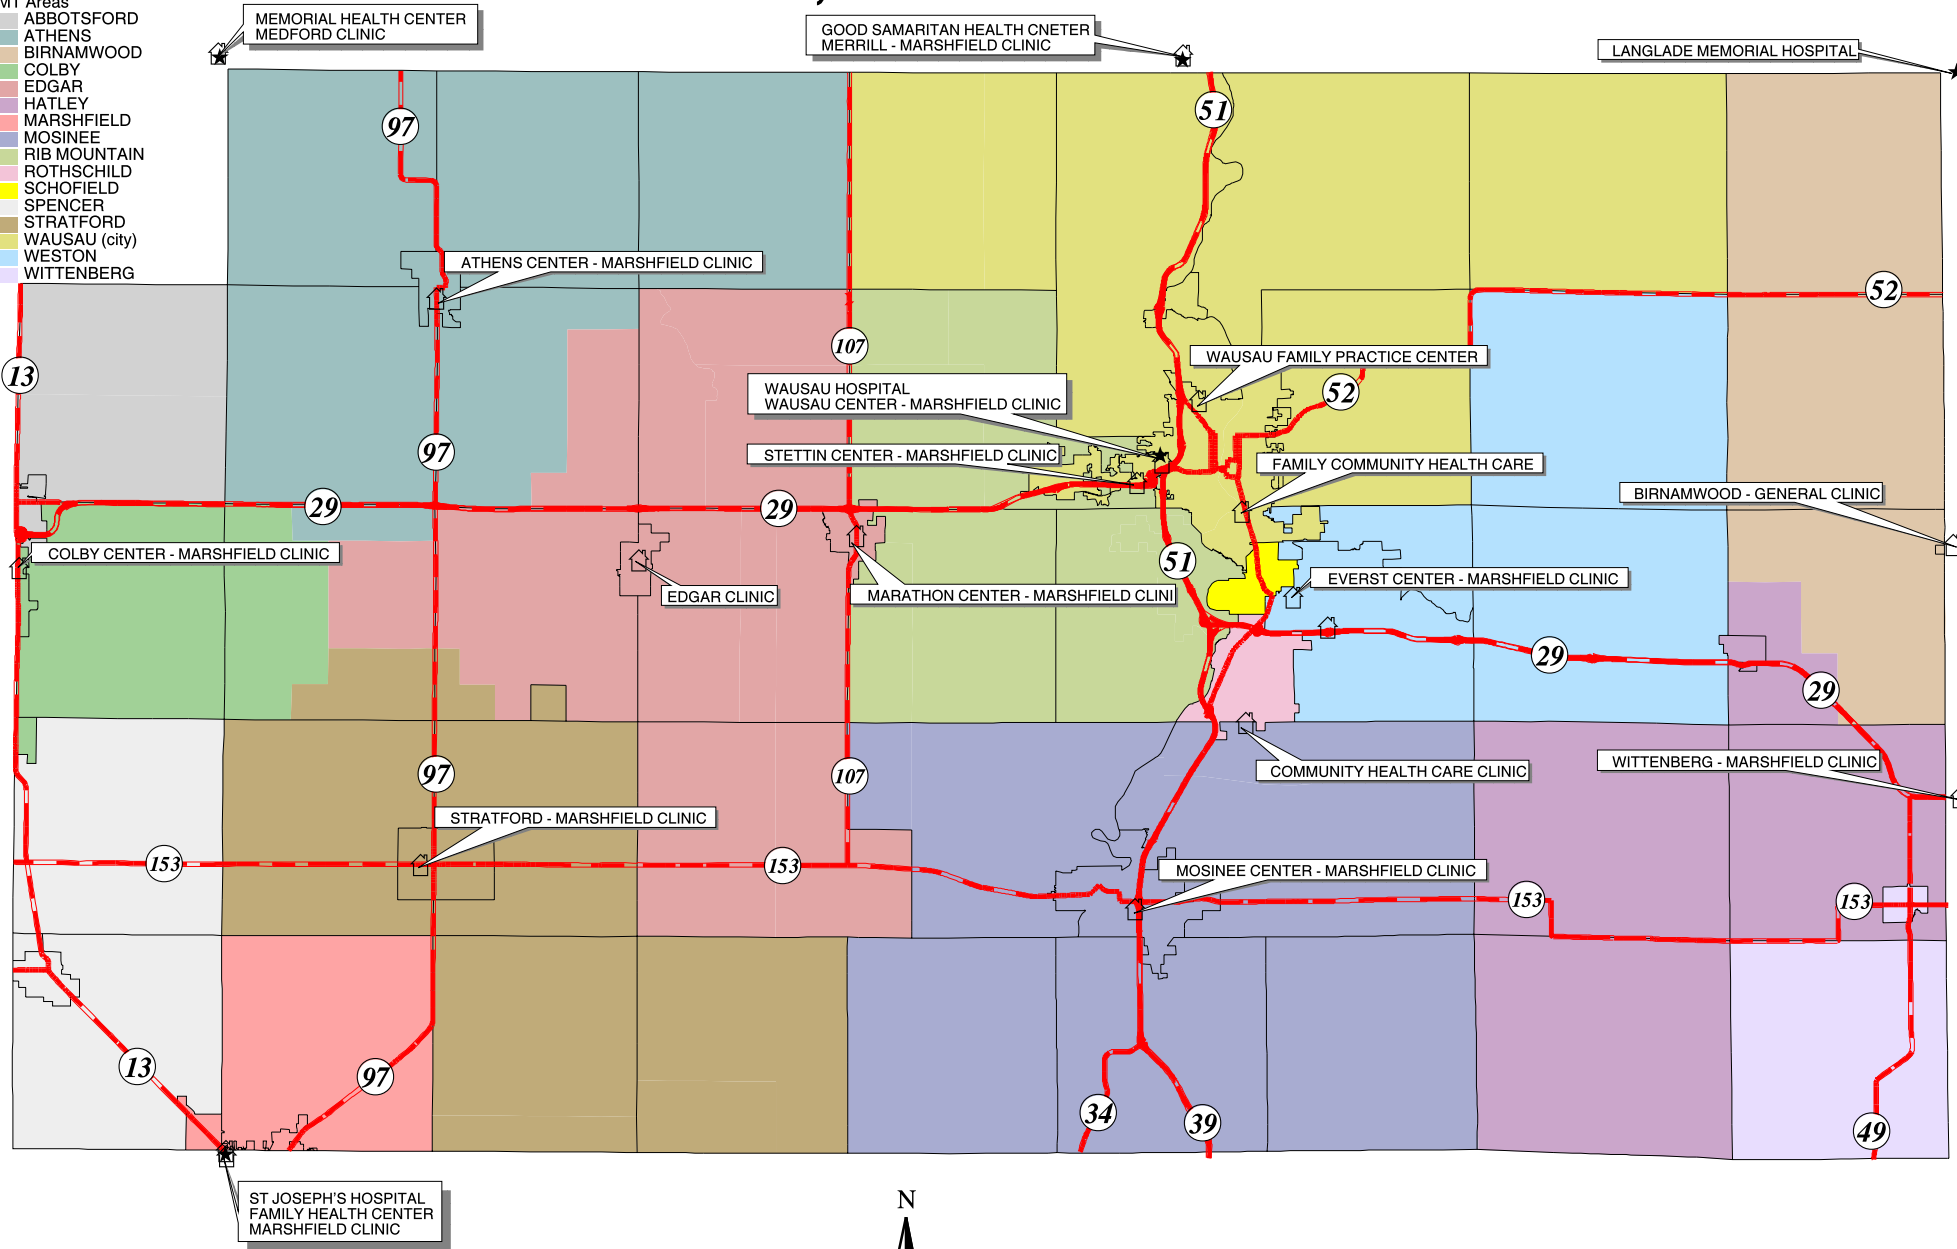 MT Areas
ABBOTSFORD
ATHENS
BIRNAMWOOD
COLBY
EDGAR
HATLEY
MARSHFIELD
MOSINEE
RIB MOUNTAIN
ROTHSCHILD
SCHOFIELD
SPENCER
STRATFORD
WAUSAU (city)
WESTON
WITTENBERG
MEMORIAL HEALTH CENTER
MEDFORD CLINIC
GOOD SAMARITAN HEALTH CNETER
MERRILL - MARSHFIELD CLINIC
LANGLADE MEMORIAL HOSPITAL
97
51
ATHENS CENTER - MARSHFIELD CLINIC
52
13
107
WAUSAU FAMILY PRACTICE CENTER
WAUSAU HOSPITAL
WAUSAU CENTER - MARSHFIELD CLINIC
52
97
STETTIN CENTER - MARSHFIELD CLINIC
FAMILY COMMUNITY HEALTH CARE
BIRNAMWOOD - GENERAL CLINIC
29
29
COLBY CENTER - MARSHFIELD CLINIC
51
EDGAR CLINIC
MARATHON CENTER - MARSHFIELD CLINI
EVERST CENTER - MARSHFIELD CLINIC
29
29
97
107
COMMUNITY HEALTH CARE CLINIC
WITTENBERG - MARSHFIELD CLINIC
STRATFORD - MARSHFIELD CLINIC
153
153
MOSINEE CENTER - MARSHFIELD CLINIC
153
153
13
97
34
39
49
ST JOSEPH'S HOSPITAL
FAMILY HEALTH CENTER
MARSHFIELD CLINIC
N